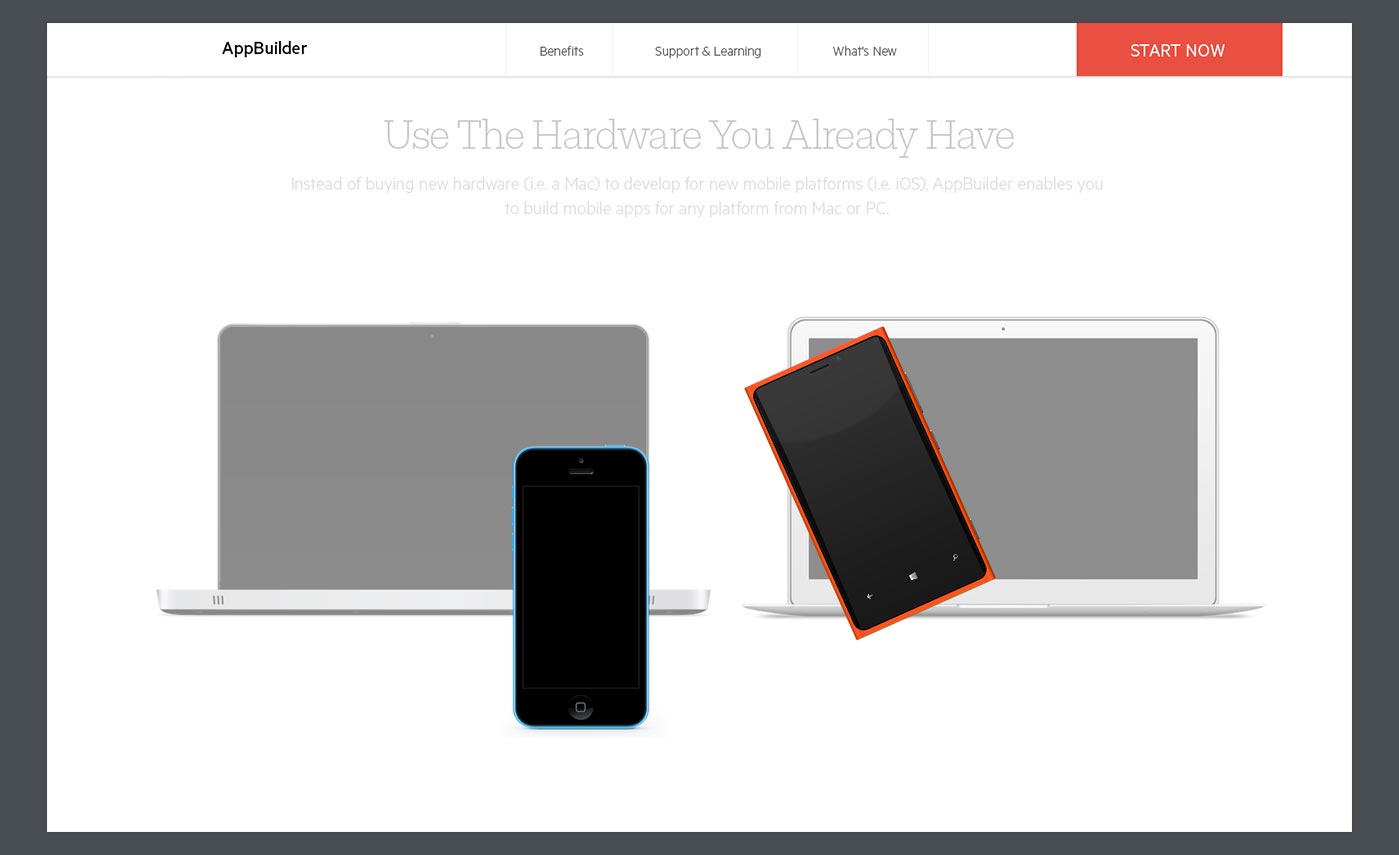 AppBuilder
Benefits
Support & Learning
What's New
START NOW
Use The Hardware You Already Have
Instead of buying new hardware (i.e. a Mac) to develop for new mobile platforms (i.e. iOS), AppBuilder enables you
to build mobile apps for any platform from Mac or PC.